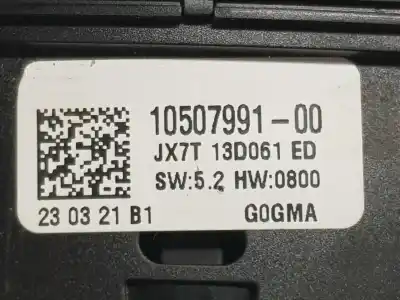 10507991-00
JX7T 13D061 ED
SW:5.2 HW:0800
23 03 21 B1 G0GMA